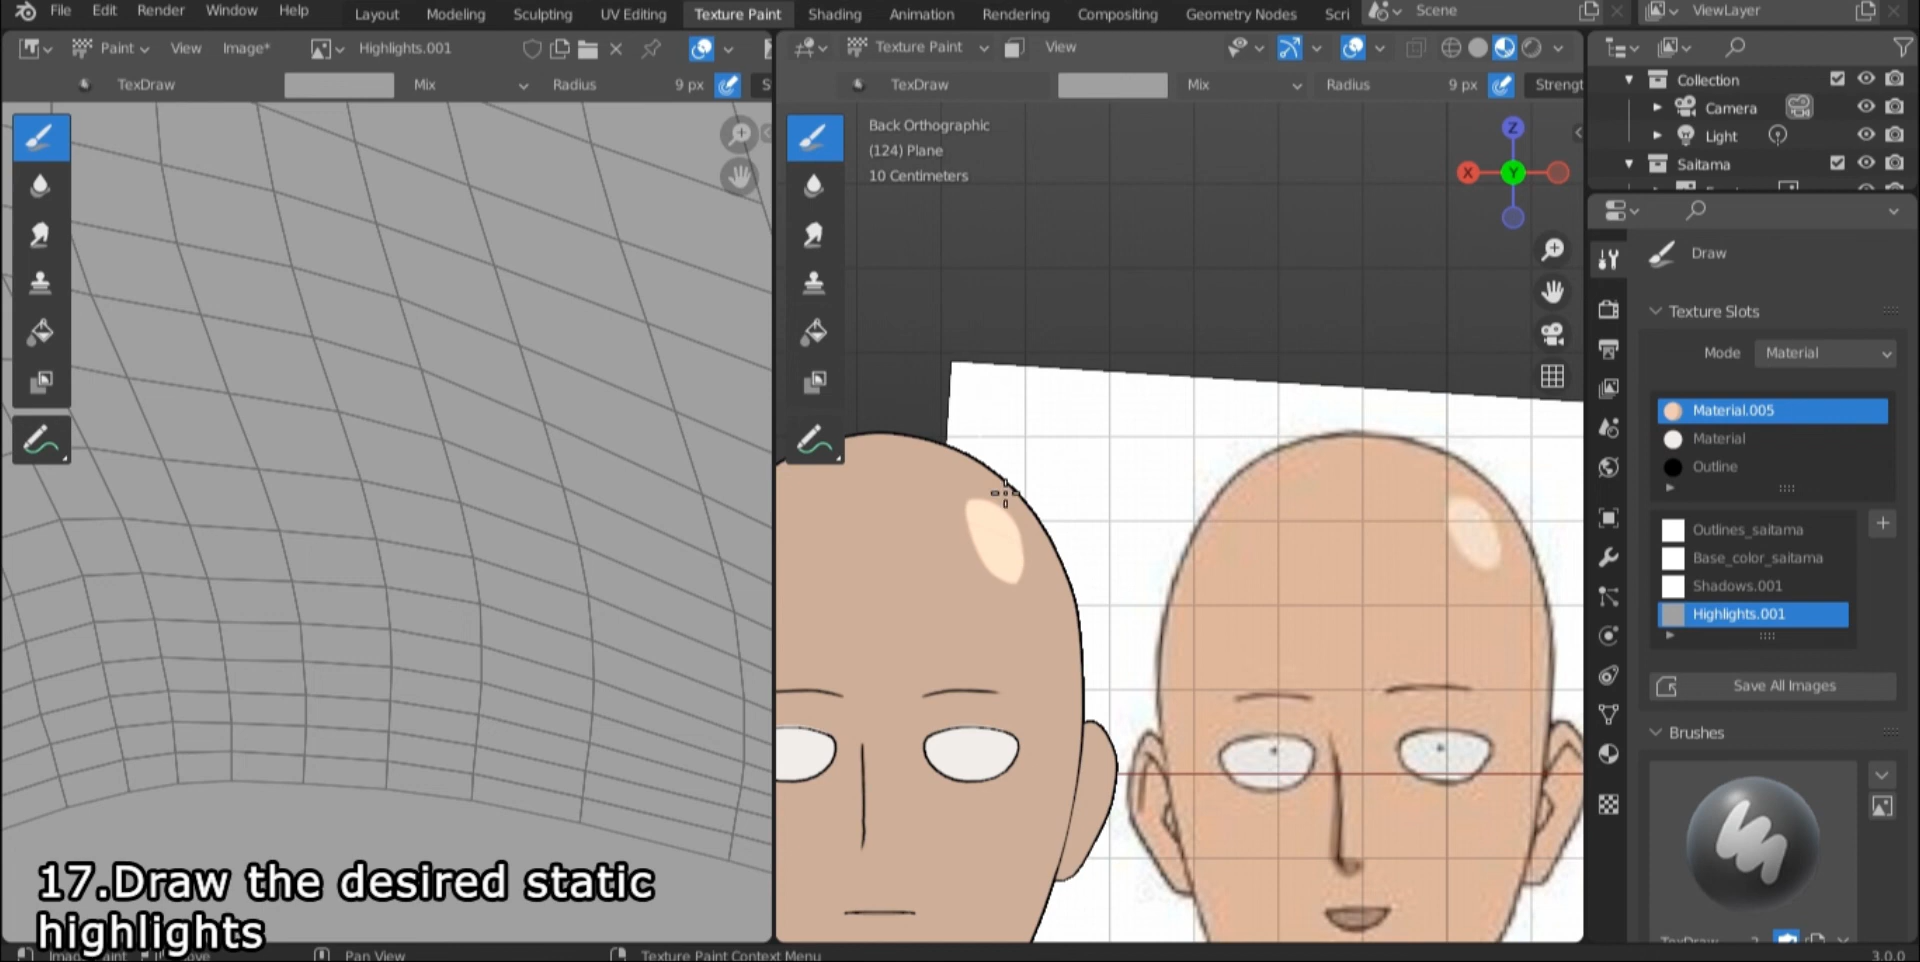 File Edit Render Window Help Layout Modeling Sculpting UV Editing Texture Paint Shading Animation Rendering Compositing Geometry Nodes Scri Scene ViewLayer
Paint View Image* Highlights.001
Texture Paint View
TexDraw Mix Radius 9 px S
TexDraw Mix Radius 9 px Strengt
Back Orthographic
(124) Plane
10 Centimeters
Z
X
Y
Collection
Camera
Light
Saitama
Draw
Texture Slots
Mode Material
Material.005
Material
Outline
Outlines_saitama
Base_color_saitama
Shadows.001
Highlights.001
Save All Images
Brushes
TexDraw 2
17.Draw the desired static
highlights
Pan View Texture Paint Context Menu 3.0.0